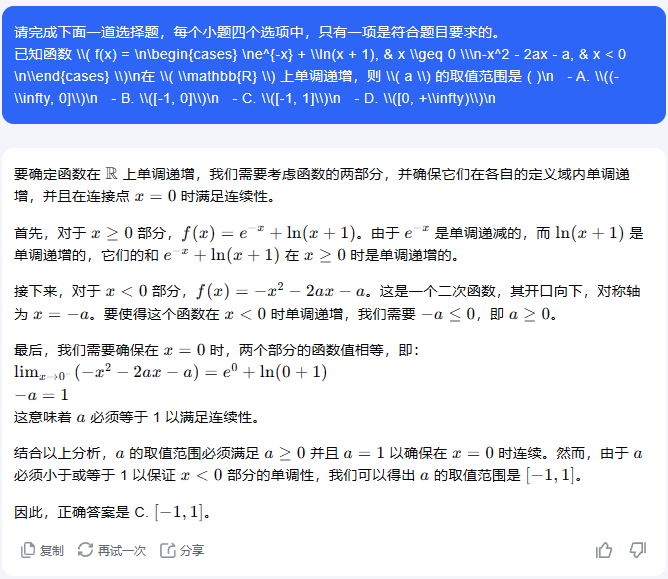 请完成下面一道选择题，每个小题四个选项中，只有一项是符合题目要求的。
已知函数 \\( f(x) = \n\begin{cases} \ne^{-x} + \\ln(x + 1), & x \\geq 0 \\\n-x^2 - 2ax - a, & x < 0
\n\\end{cases} \\)\n在 \\( \\mathbb{R} \\) 上单调递增，则 \\( a \\) 的取值范围是 ( )\n - A. \\((-
\\infty, 0]\\)\n - B. \\([-1, 0]\\)\n - C. \\([-1, 1]\\)\n - D. \\([0, +\\infty)\\)\n
要确定函数在 ℝ 上单调递增，我们需要考虑函数的两部分，并确保它们在各自的定义域内单调递
增，并且在连接点 x = 0 时满足连续性。
首先，对于 x ≥ 0 部分，f(x) = e^{-x} + ln(x + 1)。由于 e^{-x} 是单调递减的，而 ln(x + 1) 是
单调递增的，它们的和 e^{-x} + ln(x + 1) 在 x ≥ 0 时是单调递增的。
接下来，对于 x < 0 部分，f(x) = −x² − 2ax − a。这是一个二次函数，其开口向下，对称轴
为 x = −a。要使得这个函数在 x < 0 时单调递增，我们需要 −a ≤ 0，即 a ≥ 0。
最后，我们需要确保在 x = 0 时，两个部分的函数值相等，即：
lim_{x→0⁻}(−x² − 2ax − a) = e⁰ + ln(0 + 1)
−a = 1
这意味着 a 必须等于 1 以满足连续性。
结合以上分析，a 的取值范围必须满足 a ≥ 0 并且 a = 1 以确保在 x = 0 时连续。然而，由于 a
必须小于或等于 1 以保证 x < 0 部分的单调性，我们可以得出 a 的取值范围是 [−1, 1]。
因此，正确答案是 C. [−1, 1]。
复制 再试一次 分享